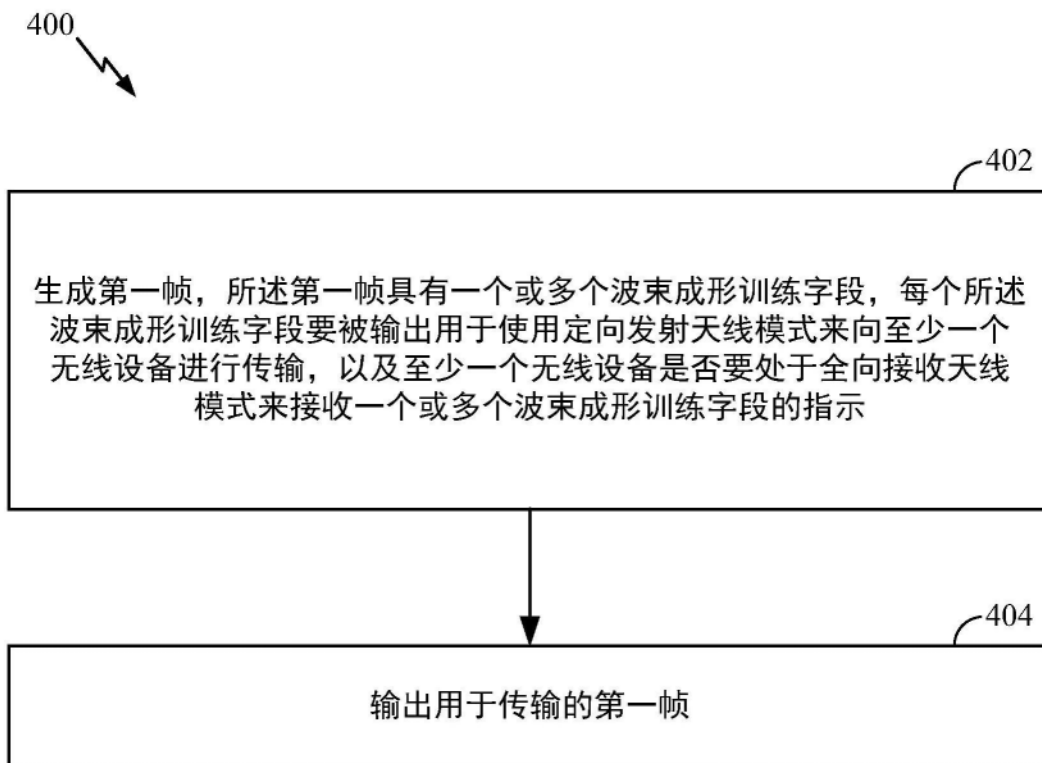 400
402
生成第一帧，所述第一帧具有一个或多个波束成形训练字段，每个所述
波束成形训练字段要被输出用于使用定向发射天线模式来向至少一个
无线设备进行传输，以及至少一个无线设备是否要处于全向接收天线
模式来接收一个或多个波束成形训练字段的指示
404
输出用于传输的第一帧